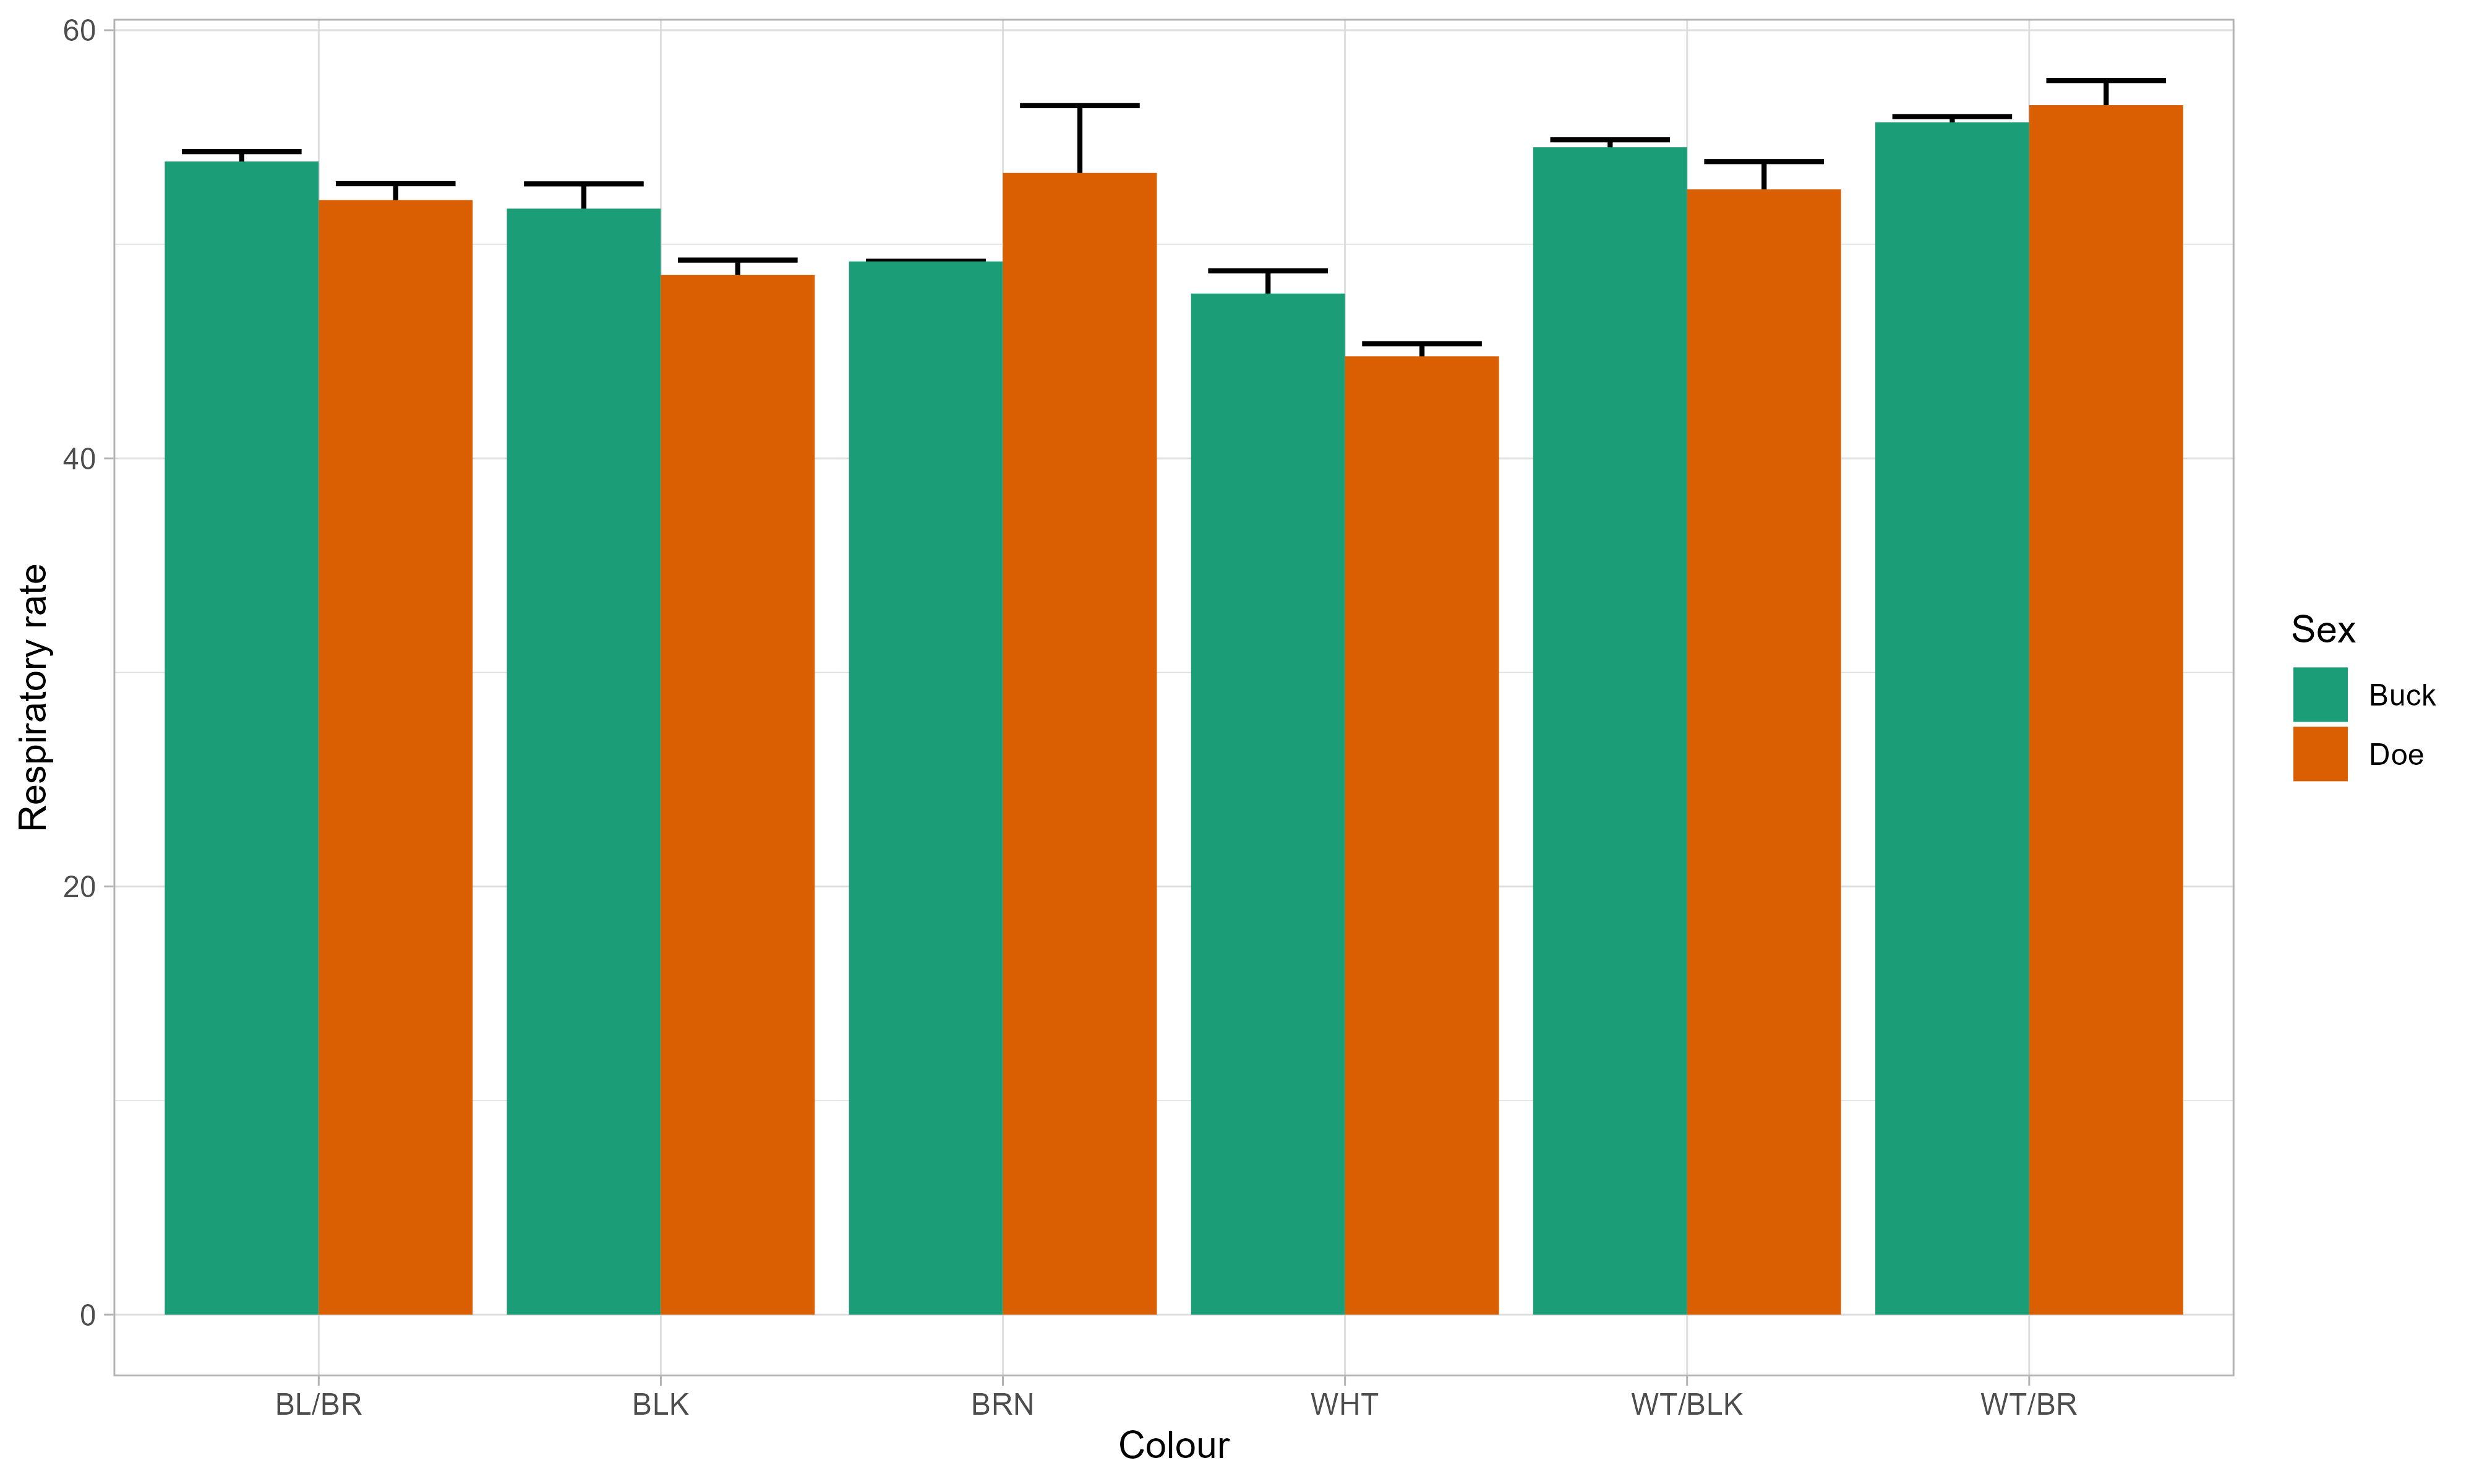 60
40
20
0
Respiratory rate
BL/BR
BLK
BRN
WHT
WT/BLK
WT/BR
Colour
Sex
Buck
Doe